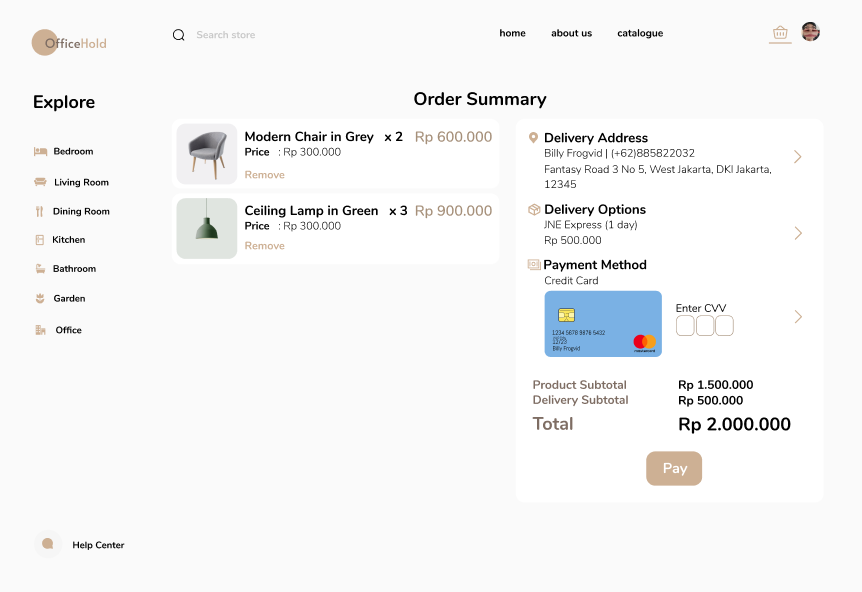 OfficeHold
Search store
home
about us
catalogue
Explore
Bedroom
Living Room
Dining Room
Kitchen
Bathroom
Garden
Office
Help Center
Order Summary
Modern Chair in Grey x 2 Rp 600.000
Price : Rp 300.000
Remove
Ceiling Lamp in Green x 3 Rp 900.000
Price : Rp 300.000
Remove
Delivery Address
Billy Frogvid | (+62)885822032
Fantasy Road 3 No 5, West Jakarta, DKI Jakarta,
12345
Delivery Options
JNE Express (1 day)
Rp 500.000
Payment Method
Credit Card
1234 5678 9876 5432
12/23
Billy Frogvid
mastercard
Enter CVV
Product Subtotal Rp 1.500.000
Delivery Subtotal Rp 500.000
Total Rp 2.000.000
Pay